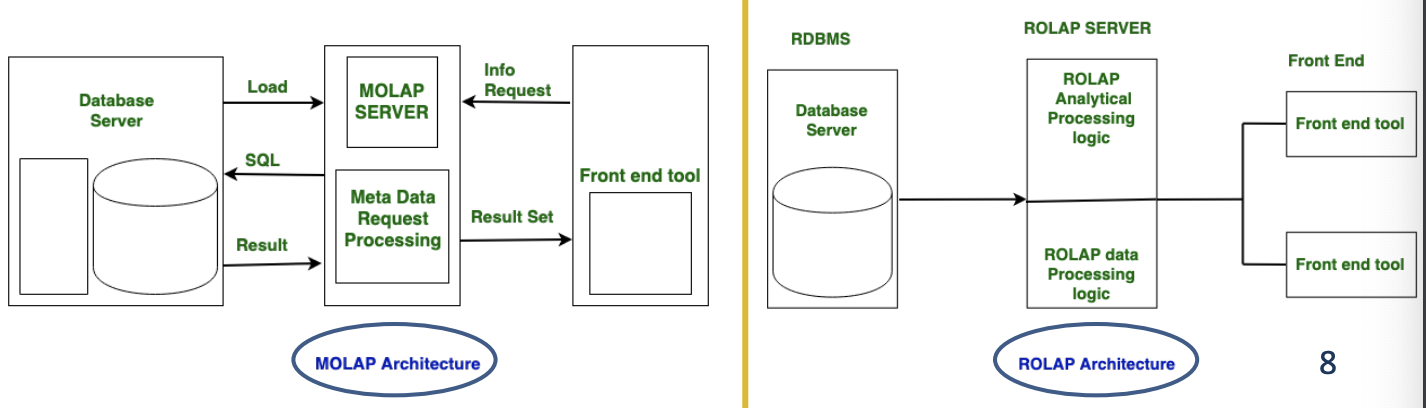 Database
Server
Load
SQL
Result
MOLAP
SERVER
Meta Data
Request
Processing
Info
Request
Result Set
Front end tool
MOLAP Architecture
RDBMS
Database
Server
ROLAP SERVER
ROLAP
Analytical
Processing
logic
ROLAP data
Processing
logic
Front End
Front end tool
Front end tool
ROLAP Architecture
8